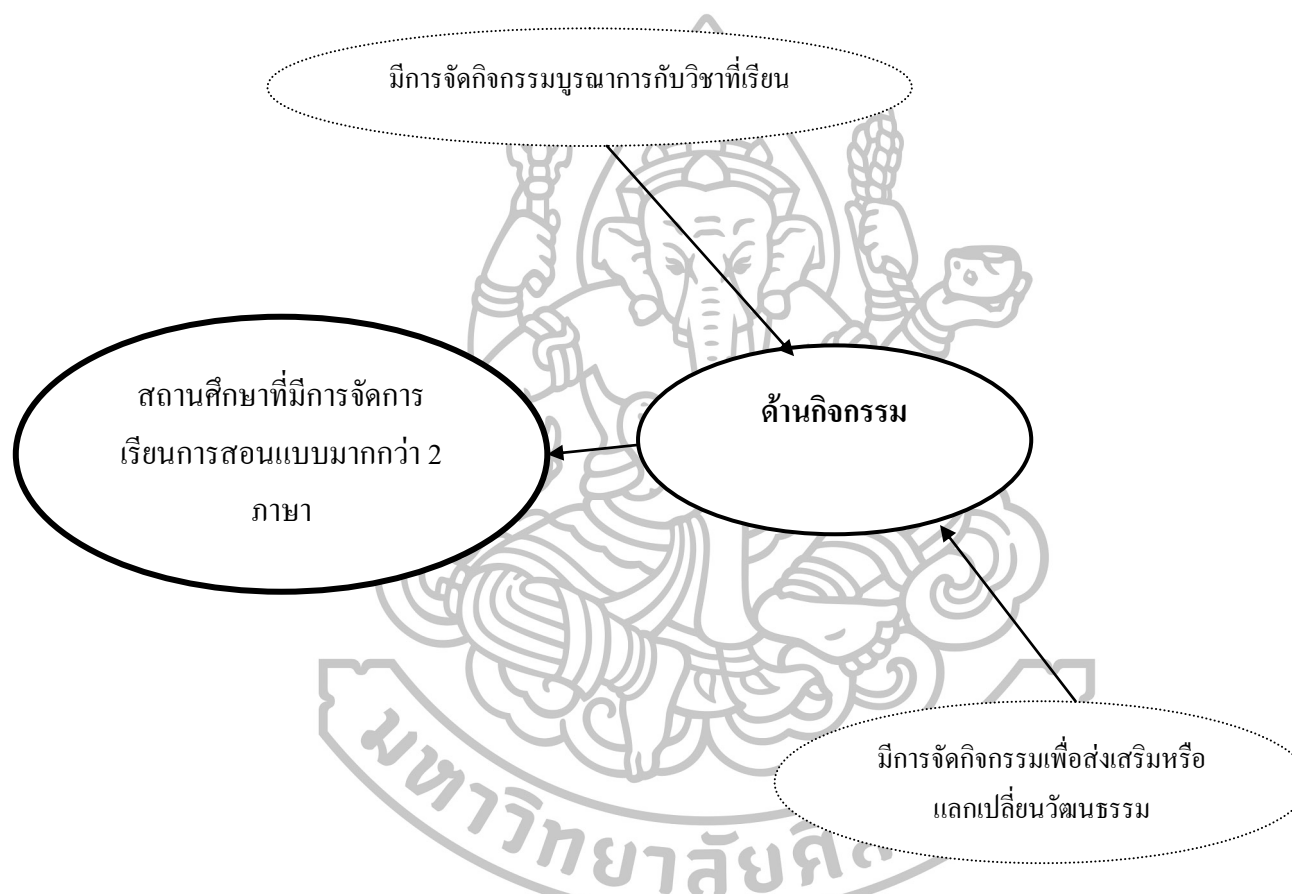 มีการจัดกิจกรรมบูรณาการกับวิชาที่เรียน
สถานศึกษาที่มีการจัดการ
เรียนการสอนแบบมากกว่า 2
ภาษา
ด้านกิจกรรม
มีการจัดกิจกรรมเพื่อส่งเสริมหรือ
แลกเปลี่ยนวัฒนธรรม
มหาวิทยาลัยศิ